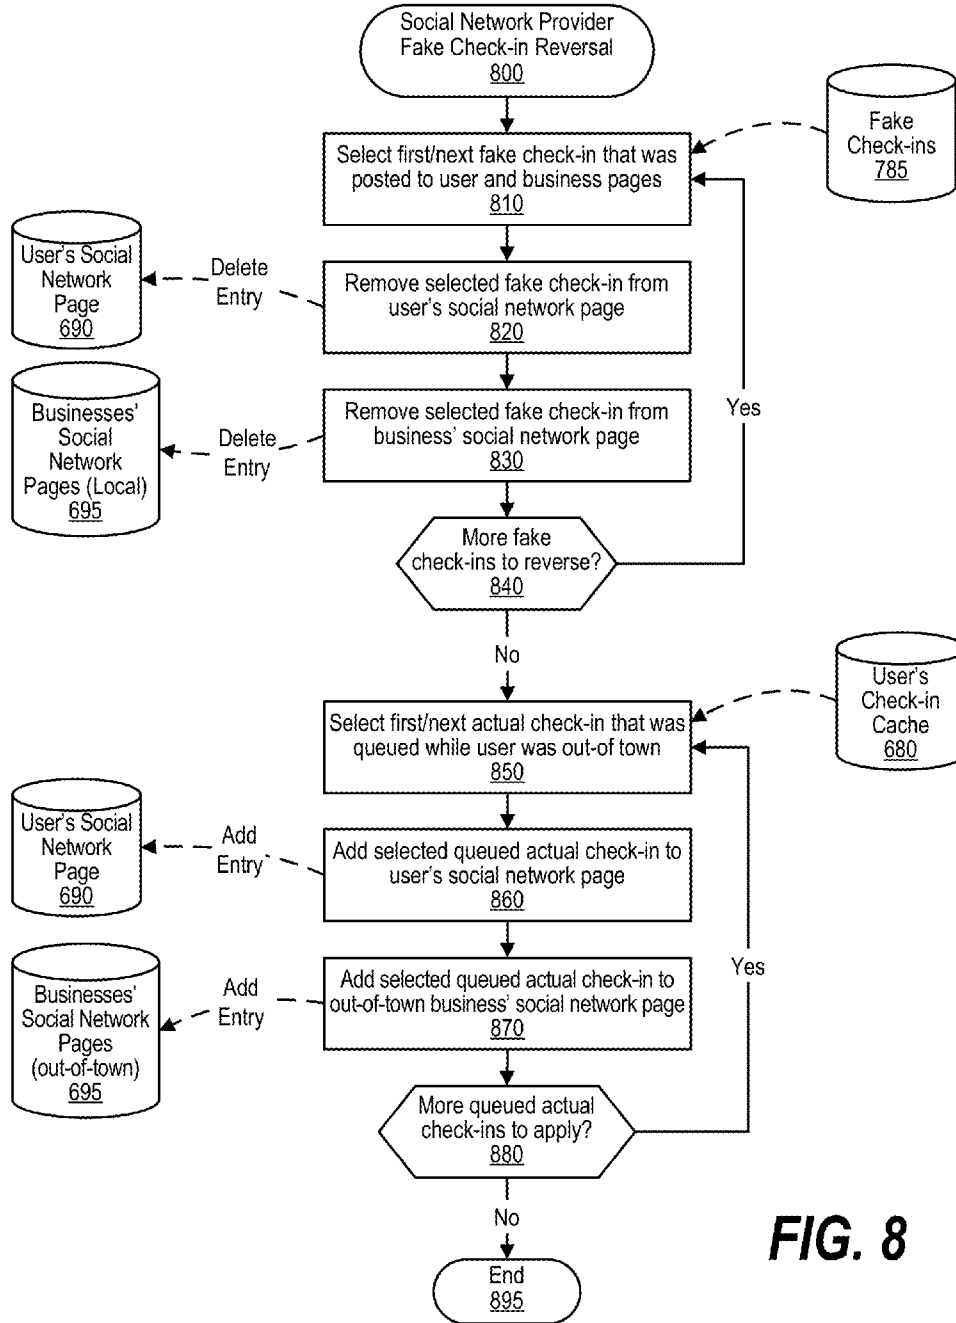 Social Network Provider
Fake Check-in Reversal
800
Fake
Check-ins
785
Select first/next fake check-in that was
posted to user and business pages
810
User's Social
Network
Page
690
Delete
Entry
Remove selected fake check-in from
user's social network page
820
Businesses'
Social
Network
Pages (Local)
695
Delete
Entry
Remove selected fake check-in from
business' social network page
830
Yes
More fake
check-ins to reverse?
840
No
User's
Check-in
Cache
680
Select first/next actual check-in that was
queued while user was out-of town
850
User's Social
Network
Page
690
Add
Entry
Add selected queued actual check-in to
user's social network page
860
Businesses'
Social Network
Pages
(out-of-town)
695
Add
Entry
Add selected queued actual check-in to
out-of-town business' social network page
870
Yes
More queued actual
check-ins to apply?
880
No
End
895
FIG. 8